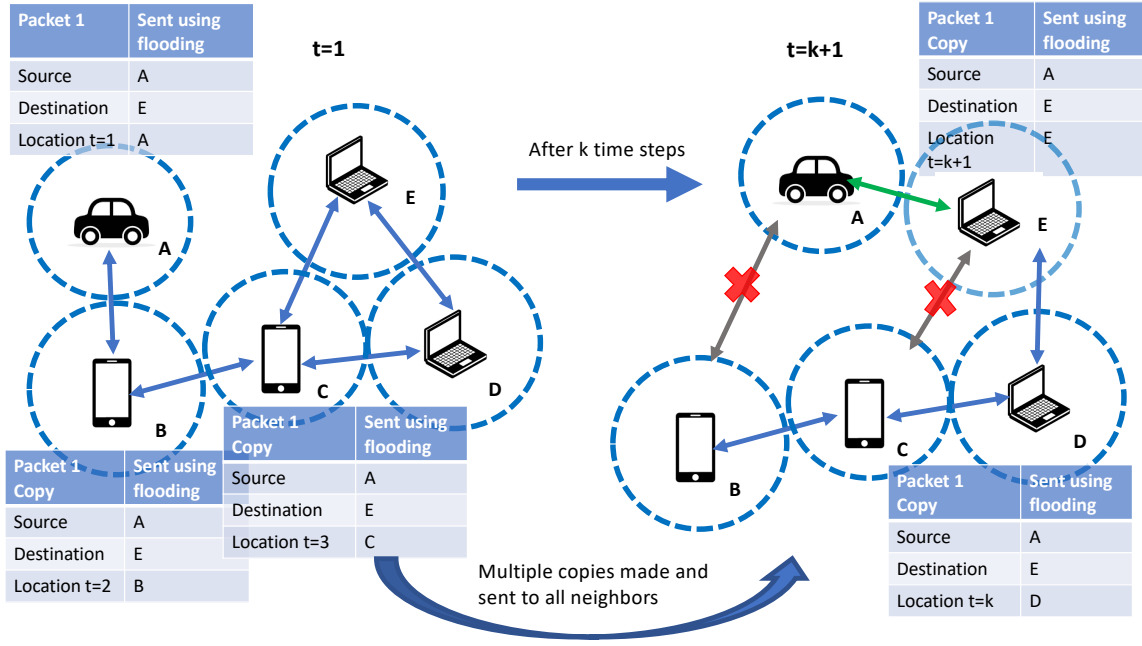 Packet 1 Sent using
flooding
Source A
Destination E
Location t=1 A
t=1
E
A
B
C
D
Packet 1 Sent using
Copy flooding
Source A
Destination E
Location t=2 B
Packet 1 Sent using
Copy flooding
Source A
Destination E
Location t=3 C
After k time steps
Multiple copies made and
sent to all neighbors
t=k+1
Packet 1 Sent using
Copy flooding
Source A
Destination E
Location E
t=k+1
A
E
B
C
D
Packet 1 Sent using
Copy flooding
Source A
Destination E
Location t=k D